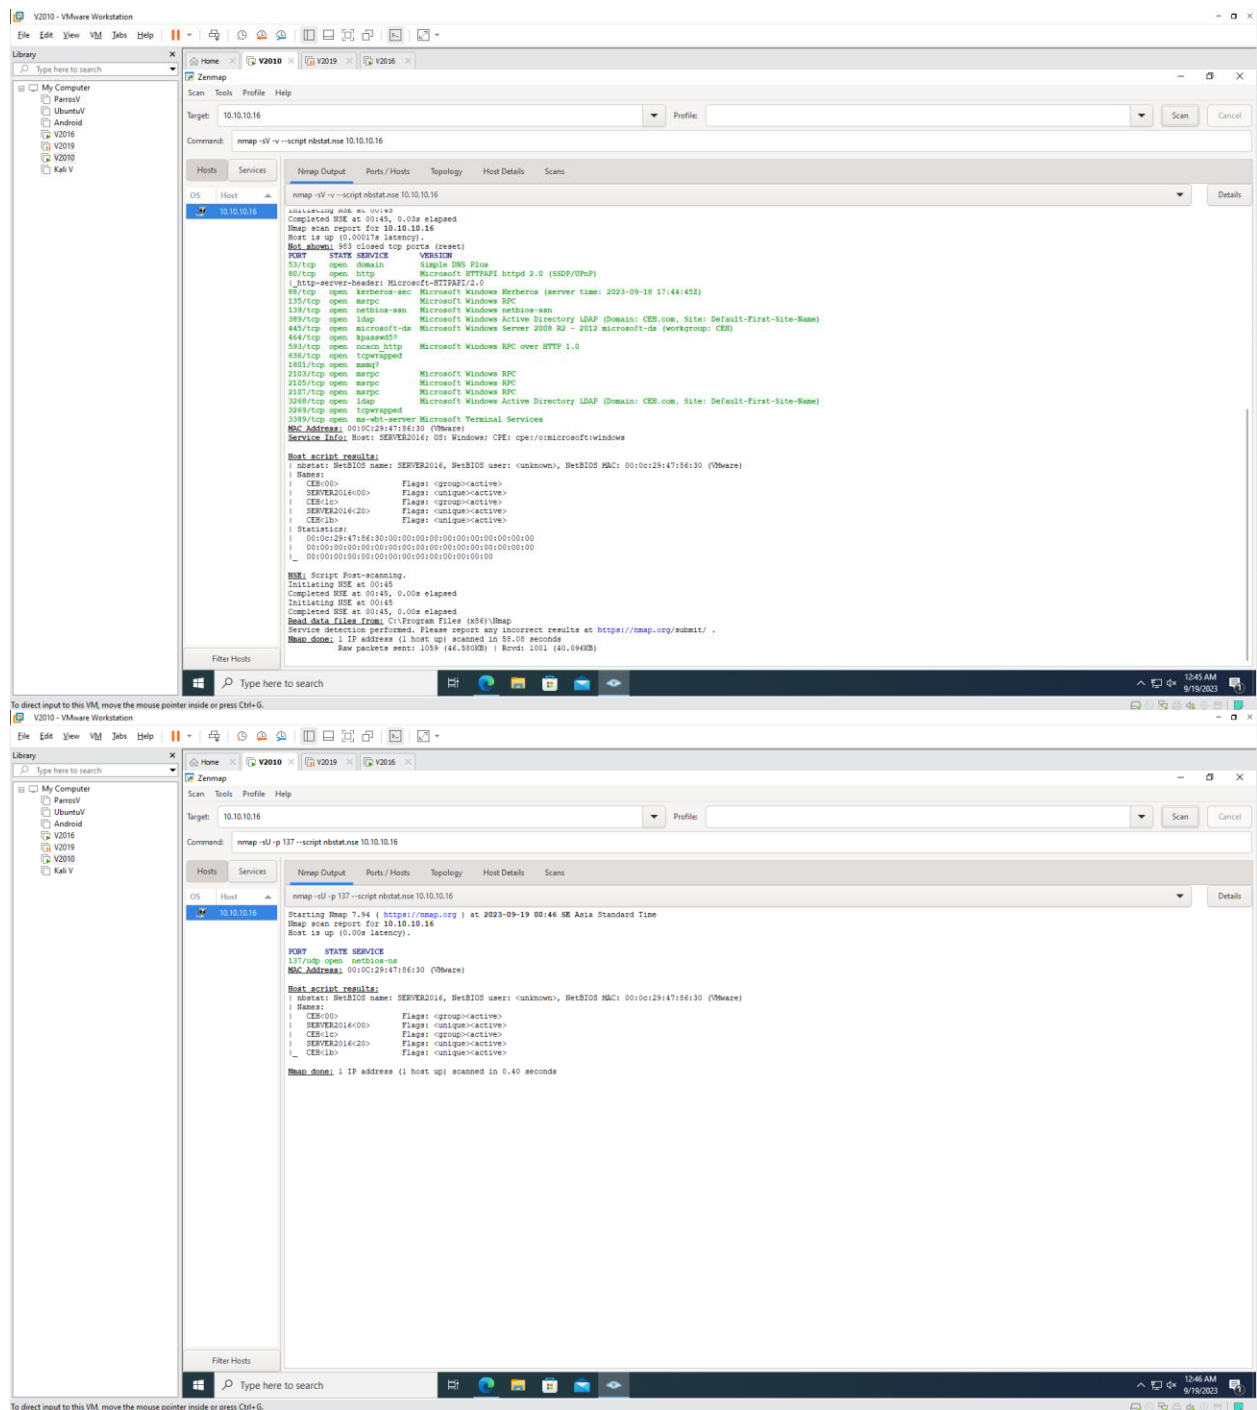 V2010 - VMware Workstation
File Edit View VM Tabs Help
Library
Type here to search
My Computer
ParrosV
UbuntuV
Android
V2016
V2019
V2010
Kali V
Home V2010 V2019 V2016
Zenmap
Scan Tools Profile Help
Target: 10.10.10.16 Profile: Scan Cancel
Command: nmap -sV -v --script nbstat.nse 10.10.10.16
Hosts Services Nmap Output Ports / Hosts Topology Host Details Scans
OS Host nmap -sV -v --script nbstat.nse 10.10.10.16 Details
10.10.10.16
Initiating NSE at 00:45
Completed NSE at 00:45, 0.03s elapsed
Nmap scan report for 10.10.10.16
Host is up (0.00017s latency).
Not shown: 983 closed tcp ports (reset)
PORT STATE SERVICE VERSION
53/tcp open domain Simple DNS Plus
80/tcp open http Microsoft HTTPAPI httpd 2.0 (SSDP/UPnP)
|_http-server-header: Microsoft-HTTPAPI/2.0
88/tcp open kerberos-sec Microsoft Windows Kerberos (server time: 2023-09-18 17:44:45Z)
135/tcp open msrpc Microsoft Windows RPC
139/tcp open netbios-ssn Microsoft Windows netbios-ssn
389/tcp open ldap Microsoft Windows Active Directory LDAP (Domain: CEH.com, Site: Default-First-Site-Name)
445/tcp open microsoft-ds Microsoft Windows Server 2008 R2 - 2012 microsoft-ds (workgroup: CEH)
464/tcp open kpasswd5?
593/tcp open ncacn_http Microsoft Windows RPC over HTTP 1.0
636/tcp open tcpwrapped
1801/tcp open msmq?
2103/tcp open msrpc Microsoft Windows RPC
2105/tcp open msrpc Microsoft Windows RPC
2107/tcp open msrpc Microsoft Windows RPC
3268/tcp open ldap Microsoft Windows Active Directory LDAP (Domain: CEH.com, Site: Default-First-Site-Name)
3269/tcp open tcpwrapped
3389/tcp open ms-wbt-server Microsoft Terminal Services
MAC Address: 00:0C:29:47:86:30 (VMware)
Service Info: Host: SERVER2016; OS: Windows; CPE: cpe:/o:microsoft:windows
Host script results:
| nbstat: NetBIOS name: SERVER2016, NetBIOS user: <unknown>, NetBIOS MAC: 00:0c:29:47:86:30 (VMware)
| Names:
| CEH<00> Flags: <group><active>
| SERVER2016<00> Flags: <unique><active>
| CEH<1c> Flags: <group><active>
| SERVER2016<20> Flags: <unique><active>
| CEH<1b> Flags: <unique><active>
| Statistics:
| 00:0c:29:47:86:30:00:00:00:00:00:00:00:00:00:00:00
| 00:00:00:00:00:00:00:00:00:00:00:00:00:00:00:00:00
|_ 00:00:00:00:00:00:00:00:00:00:00:00:00:00
NSE: Script Post-scanning.
Initiating NSE at 00:45
Completed NSE at 00:45, 0.00s elapsed
Initiating NSE at 00:45
Completed NSE at 00:45, 0.00s elapsed
Read data files from: C:\Program Files (x86)\Nmap
Service detection performed. Please report any incorrect results at https://nmap.org/submit/ .
Nmap done: 1 IP address (1 host up) scanned in 58.08 seconds
Raw packets sent: 1059 (46.580KB) | Rcvd: 1001 (40.096KB)
Filter Hosts
Type here to search
12:45 AM
9/19/2023
To direct input to this VM, move the mouse pointer inside or press Ctrl+G.
V2010 - VMware Workstation
File Edit View VM Tabs Help
Library
Type here to search
My Computer
ParrosV
UbuntuV
Android
V2016
V2019
V2010
Kali V
Home V2010 V2019 V2016
Zenmap
Scan Tools Profile Help
Target: 10.10.10.16 Profile: Scan Cancel
Command: nmap -sU -p 137 --script nbstat.nse 10.10.10.16
Hosts Services Nmap Output Ports / Hosts Topology Host Details Scans
OS Host nmap -sU -p 137 --script nbstat.nse 10.10.10.16 Details
10.10.10.16
Starting Nmap 7.94 ( https://nmap.org ) at 2023-09-19 00:46 SE Asia Standard Time
Nmap scan report for 10.10.10.16
Host is up (0.00s latency).
PORT STATE SERVICE
137/udp open netbios-ns
MAC Address: 00:0C:29:47:86:30 (VMware)
Host script results:
| nbstat: NetBIOS name: SERVER2016, NetBIOS user: <unknown>, NetBIOS MAC: 00:0c:29:47:86:30 (VMware)
| Names:
| CEH<00> Flags: <group><active>
| SERVER2016<00> Flags: <unique><active>
| CEH<1c> Flags: <group><active>
| SERVER2016<20> Flags: <unique><active>
|_ CEH<1b> Flags: <unique><active>
Nmap done: 1 IP address (1 host up) scanned in 0.40 seconds
Filter Hosts
Type here to search
12:46 AM
9/19/2023
To direct input to this VM, move the mouse pointer inside or press Ctrl+G.